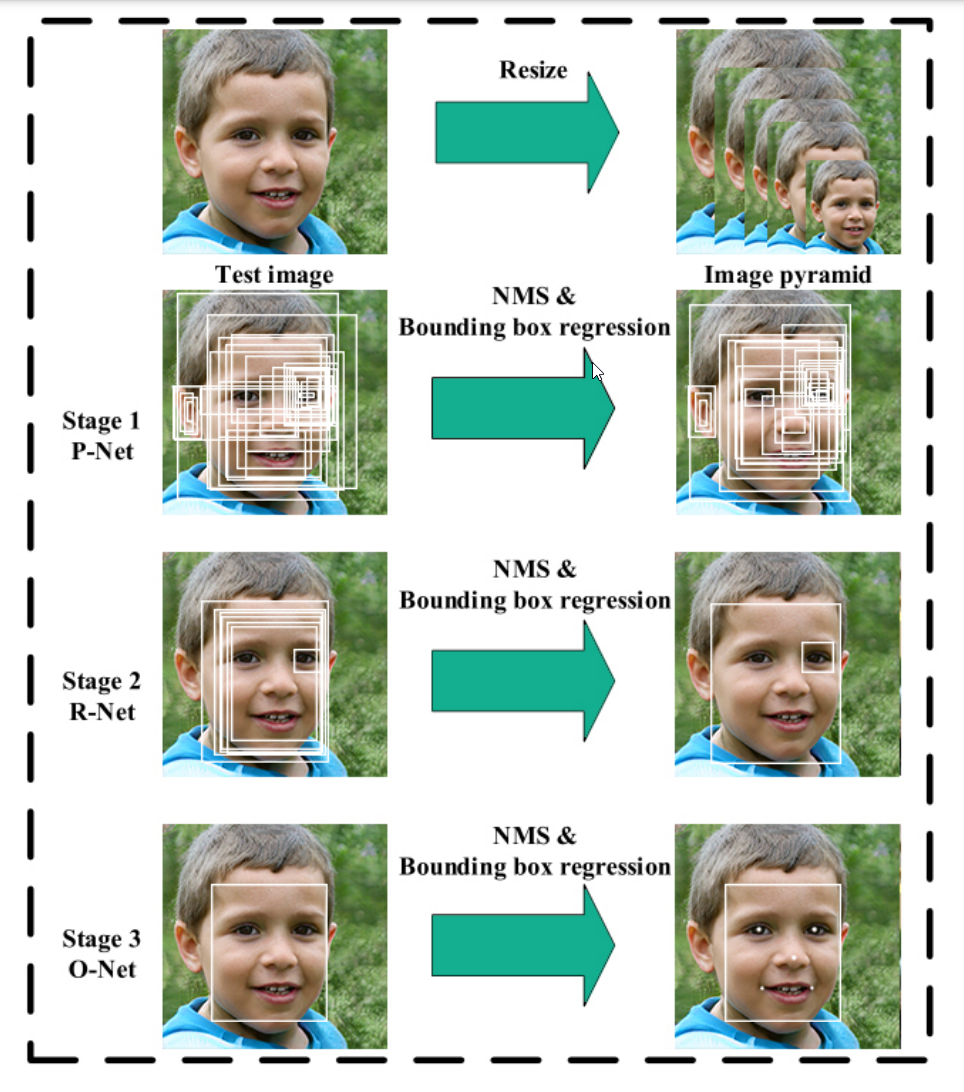 Resize
Test image
Image pyramid
NMS &
Bounding box regression
Stage 1
P-Net
NMS &
Bounding box regression
Stage 2
R-Net
NMS &
Bounding box regression
Stage 3
O-Net